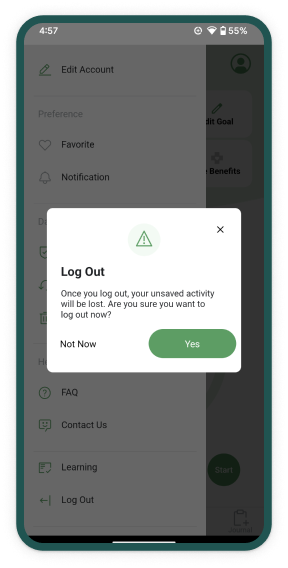 4:57
55%
Edit Account
Preference
dit Goal
Favorite
Notification
Benefits
Log Out
Once you log out, your unsaved activity
will be lost. Are you sure you want to
log out now?
Not Now
Yes
FAQ
Contact Us
Learning
Start
Log Out